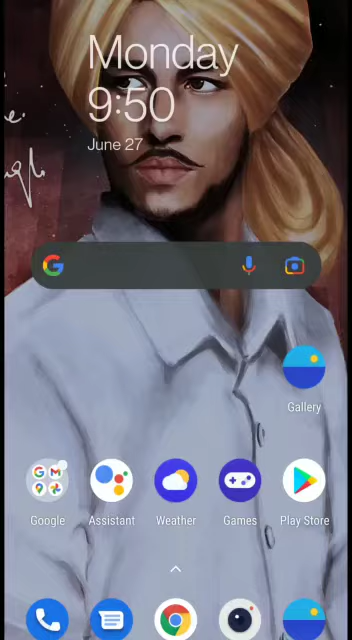 Monday
9:50
June 27
Gallery
Google
Assistant
Weather
Games
Play Store